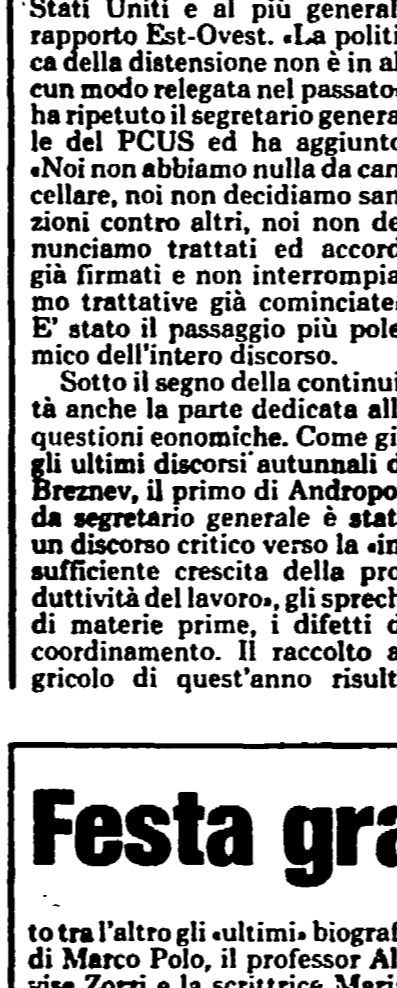 Stati Uniti e al più general
rapporto Est-Ovest. «La politi
ca della distensione non è in al
cun modo relegata nel passato»
ha ripetuto il segretario genera
le del PCUS ed ha aggiunto
«Noi non abbiamo nulla da can
cellare, noi non decidiamo san
zioni contro altri, noi non de
nunciamo trattati ed accord
già firmati e non interrompia
mo trattative già cominciate»
E' stato il passaggio più pole
mico dell'intero discorso.
Sotto il segno della continui
tà anche la parte dedicata all
questioni eonomiche. Come gi
gli ultimi discorsi autunnali d
Breznev, il primo di Andropo
da segretario generale è stat
un discorso critico verso la «in
sufficiente crescita della pro
duttività del lavoro», gli sprech
di materie prime, i difetti d
coordinamento. Il raccolto a
gricolo di quest'anno risult
Festa gra
to tra l'altro gli «ultimi» biograf
di Marco Polo, il professor Al
vise Zorzi e la scrittrice Maria